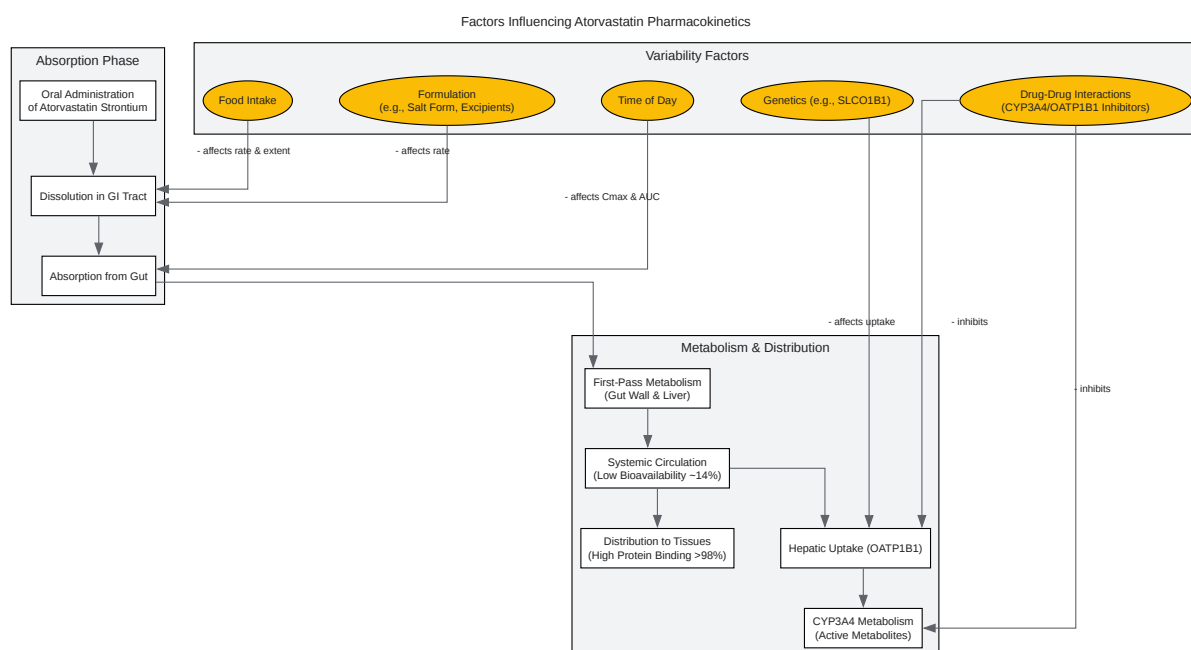 Factors Influencing Atorvastatin Pharmacokinetics
Absorption Phase
Variability Factors
Oral Administration
of Atorvastatin Strontium
Food Intake
Formulation
(e.g., Salt Form, Excipients)
Time of Day
Genetics (e.g., SLCO1B1)
Drug-Drug Interactions
(CYP3A4/OATP1B1 Inhibitors)
- affects rate & extent
- affects rate
Dissolution in GI Tract
- affects Cmax & AUC
Absorption from Gut
- affects uptake
- inhibits
Metabolism & Distribution
First-Pass Metabolism
(Gut Wall & Liver)
- inhibits
Systemic Circulation
(Low Bioavailability ~14%)
Distribution to Tissues
(High Protein Binding >98%)
Hepatic Uptake (OATP1B1)
CYP3A4 Metabolism
(Active Metabolites)